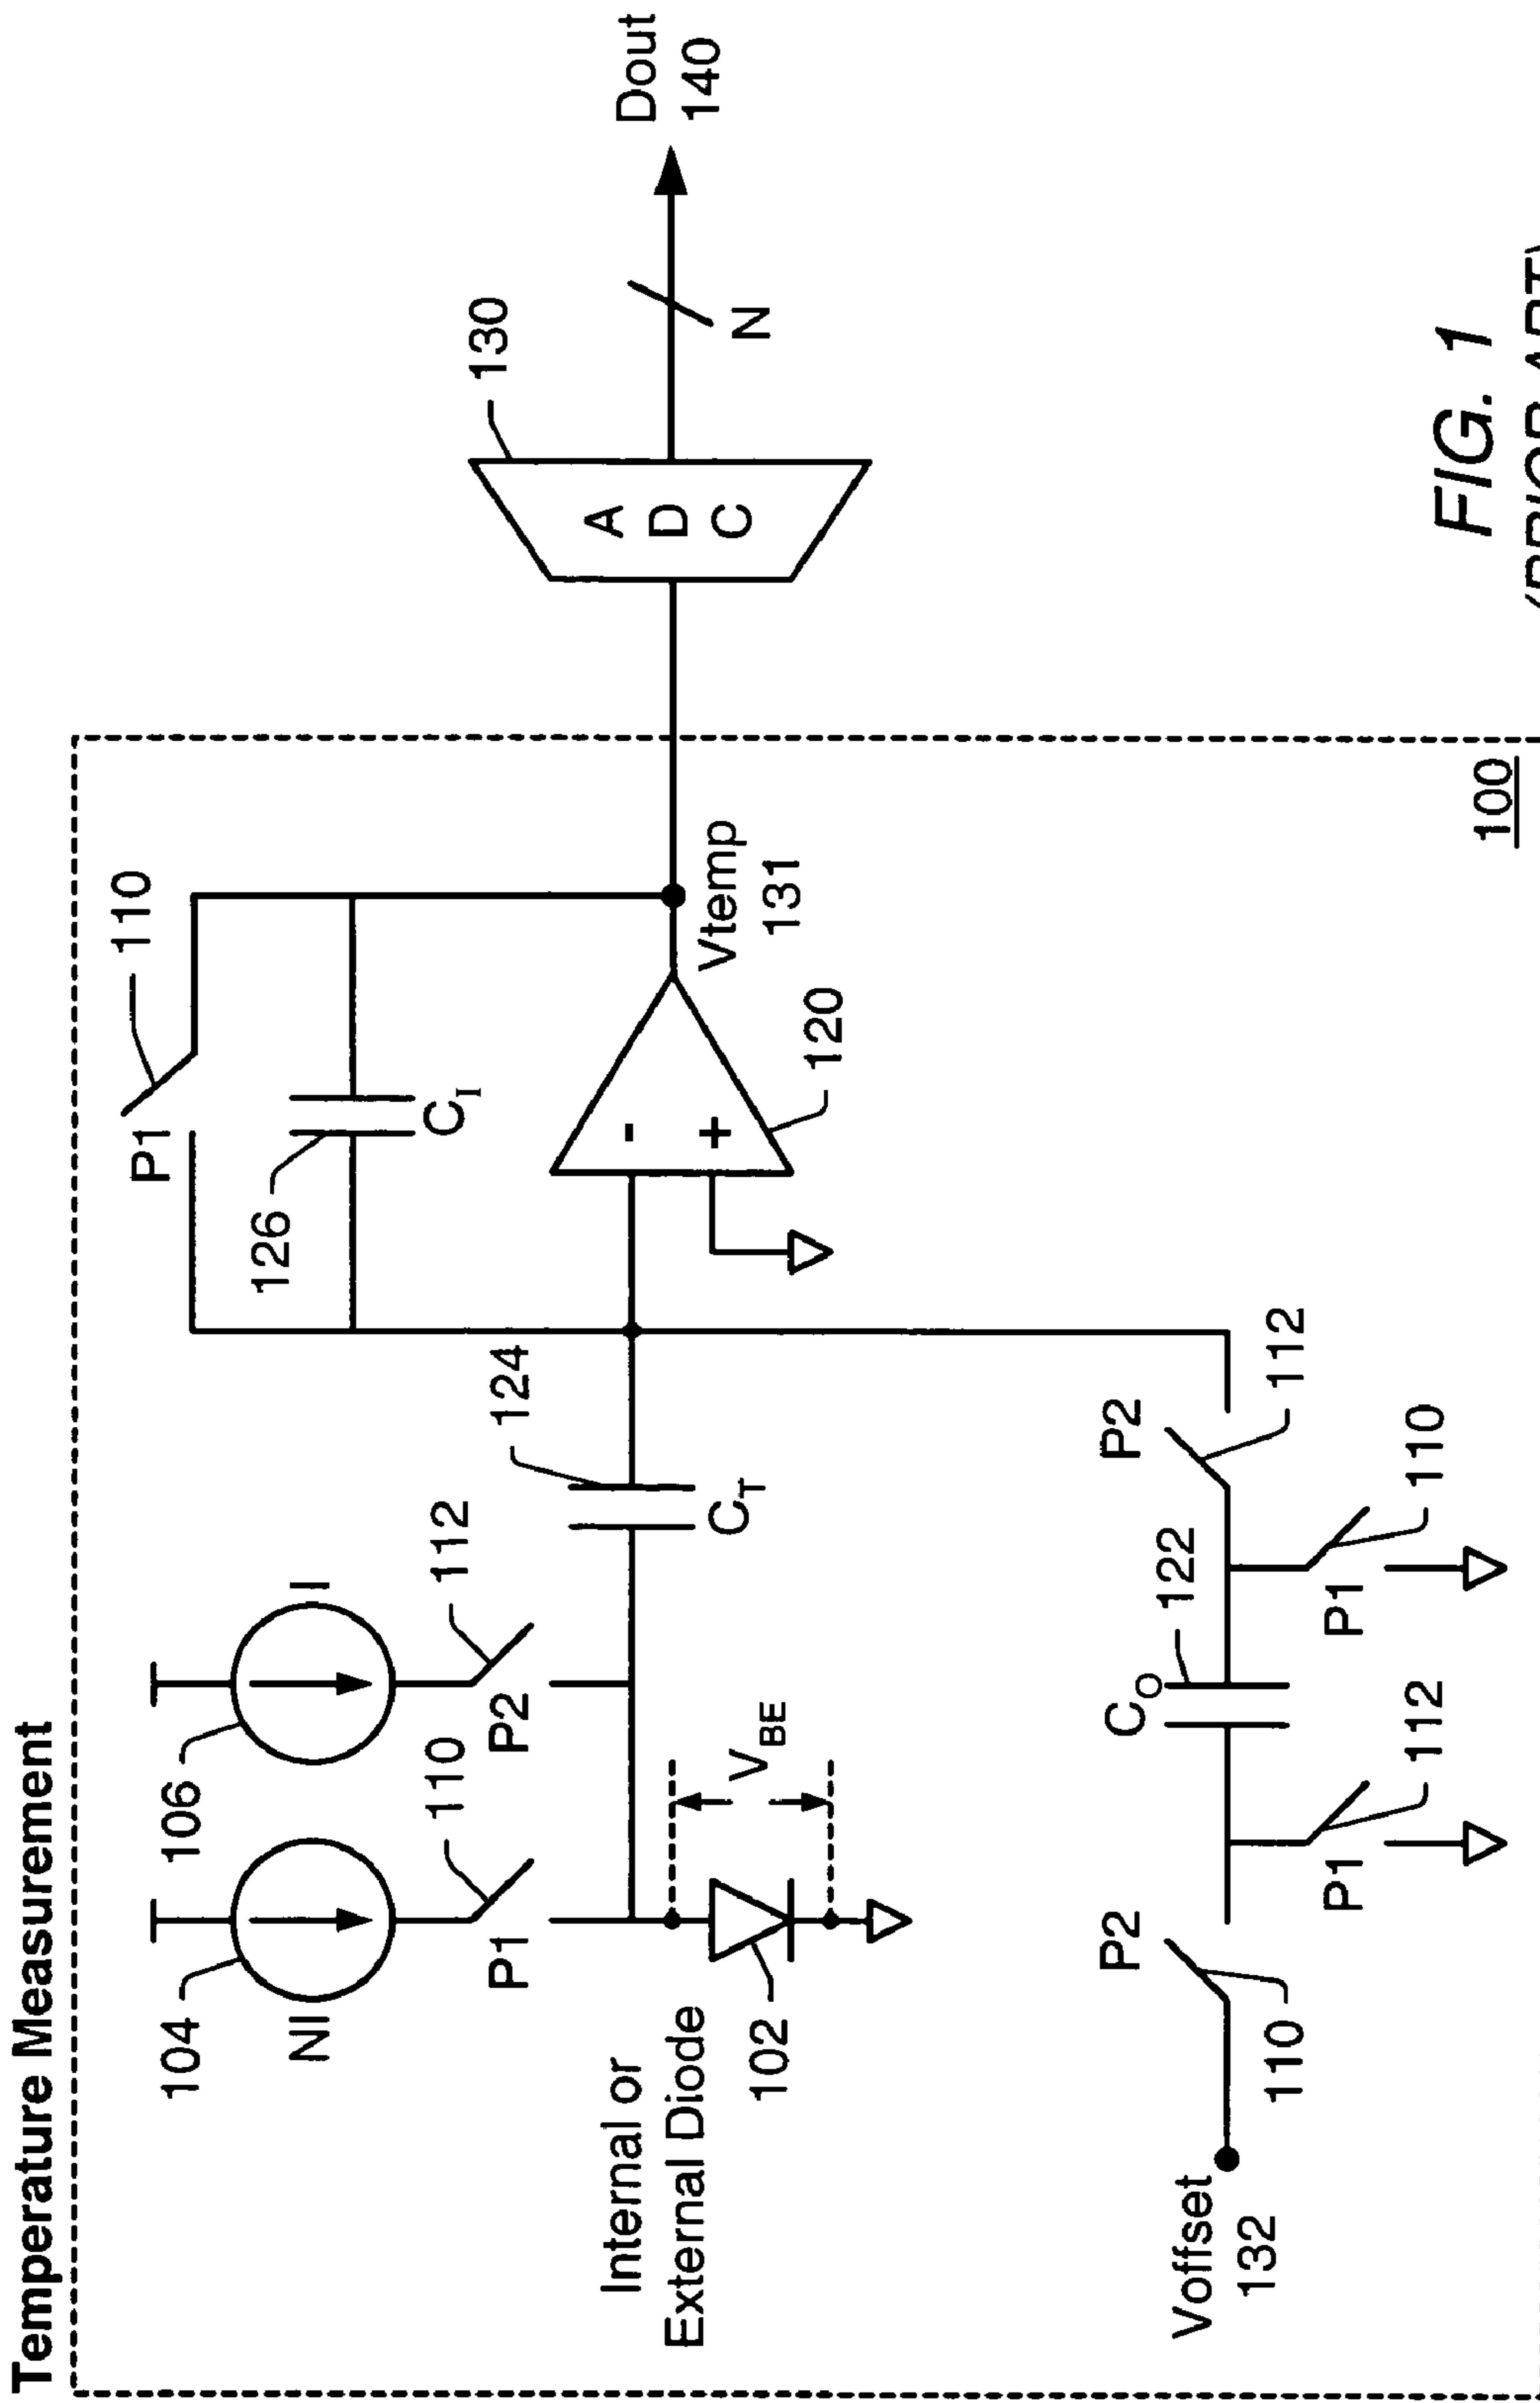 Temperature Measurement
104
NI
106
I
P1
110
P2
112
Internal or
External Diode
102
V_BE
124
C_T
P1
110
126
C_I
-
+
120
Vtemp
131
A
D
C
130
N
Dout
140
Voffset
132
P2
110
C_O
122
P1
112
P1
110
P2
112
100
FIG. 1